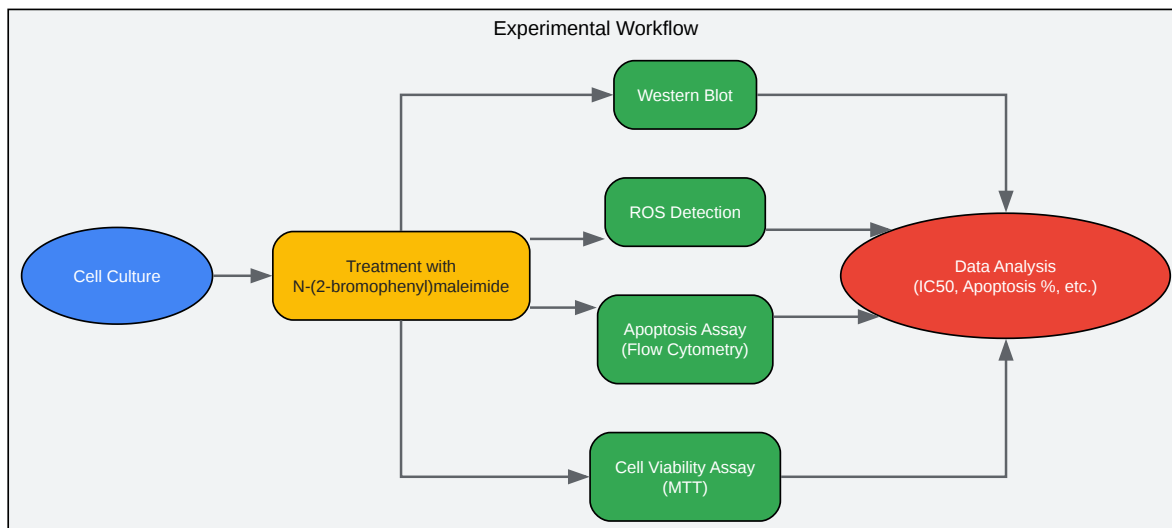 Experimental Workflow
Cell Culture
Treatment with
N-(2-bromophenyl)maleimide
Western Blot
ROS Detection
Apoptosis Assay
(Flow Cytometry)
Cell Viability Assay
(MTT)
Data Analysis
(IC50, Apoptosis %, etc.)